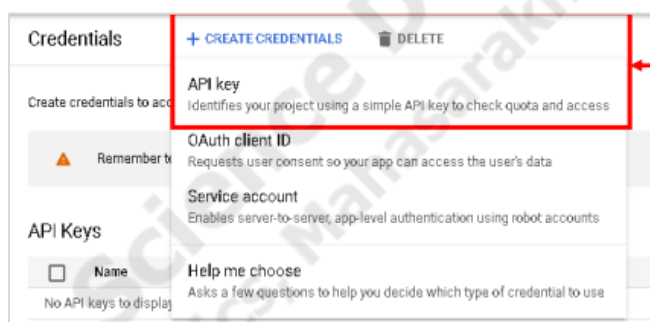 Credentials
+ CREATE CREDENTIALS
DELETE
API key
Identifies your project using a simple API key to check quota and access
Create credentials to acc
OAuth client ID
Remember t
Requests user consent so your app can access the user's data
Service account
Enables server-to-server, app-level authentication using robot accounts
API Keys
Name
Help me choose
Asks a few questions to help you decide which type of credential to use
No API keys to display
Science D
Mahasarakh